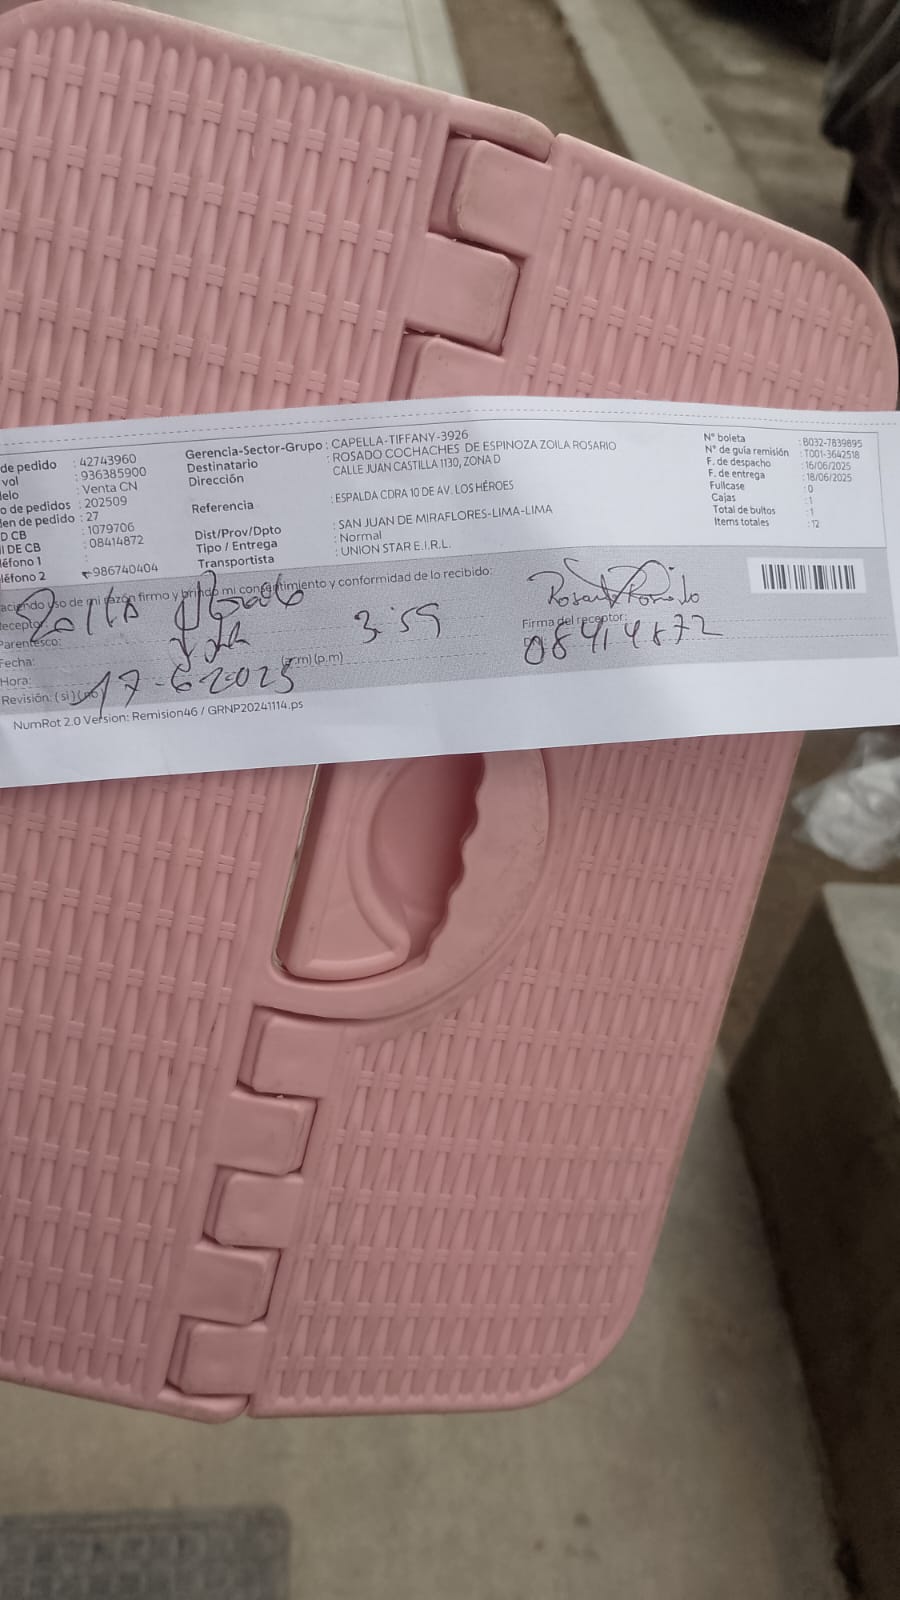 de pedido : 42743960
vol : 936385900
elo : Venta CN
o de pedidos : 202509
den de pedido : 27
D CB : 1079706
I DE CB : 08414872
léfono 1 :
léfono 2 : 986740404
Gerencia-Sector-Grupo : CAPELLA-TIFFANY-3926
Destinatario : ROSADO COCHACHES DE ESPINOZA ZOILA ROSARIO
Dirección CALLE JUAN CASTILLA 1130, ZONA D
Referencia : ESPALDA CDRA 10 DE AV. LOS HÉROES
Dist/Prov/Dpto : SAN JUAN DE MIRAFLORES-LIMA-LIMA
Tipo / Entrega : Normal
Transportista : UNION STAR E.I.R.L.
N° boleta : B032-7839895
N° de guía remisión : T001-3642518
F. de despacho : 16/06/2025
F. de entrega : 18/06/2025
Fullcase : 0
Cajas : 1
Total de bultos : 1
Items totales : 12
aciendo uso de mi razón firmo y brindo mi consentimiento y conformidad de lo recibido:
Receptor: Zoila Rosado
Parentesco:
Fecha: 17-6-2025
Hora: 3:59 (a.m)(p.m)
Revisión: (si)(no)
Firma del receptor:
08414872
NumRot 2.0 Version: Remision46 / GRNP20241114.ps